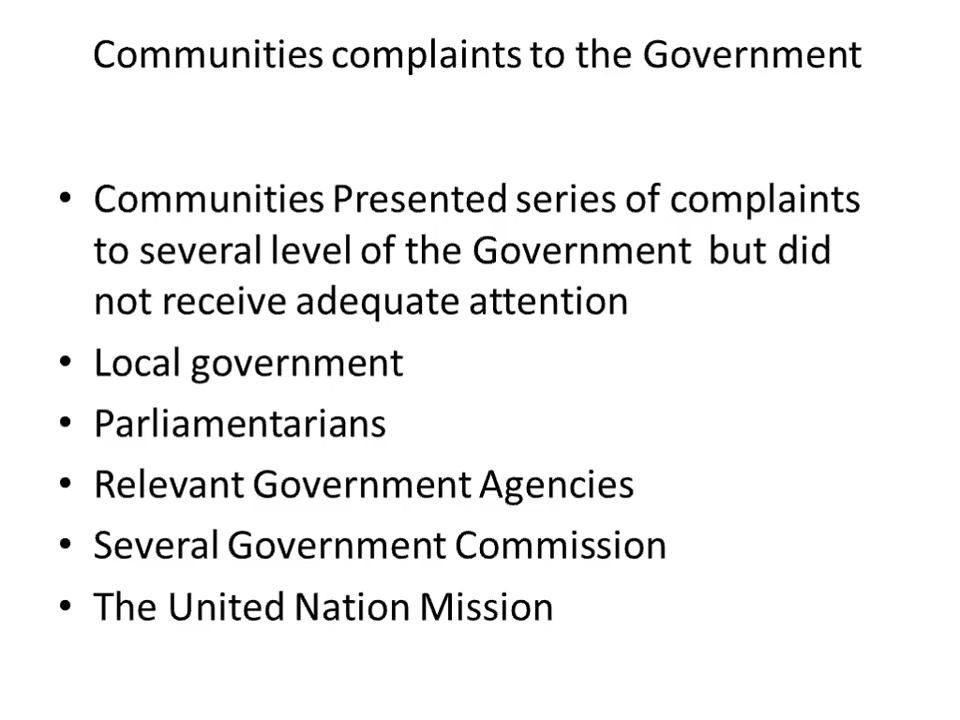 Communities complaints to the Government
• Communities Presented series of complaints
to several level of the Government but did
not receive adequate attention
• Local government
• Parliamentarians
• Relevant Government Agencies
• Several Government Commission
• The United Nation Mission